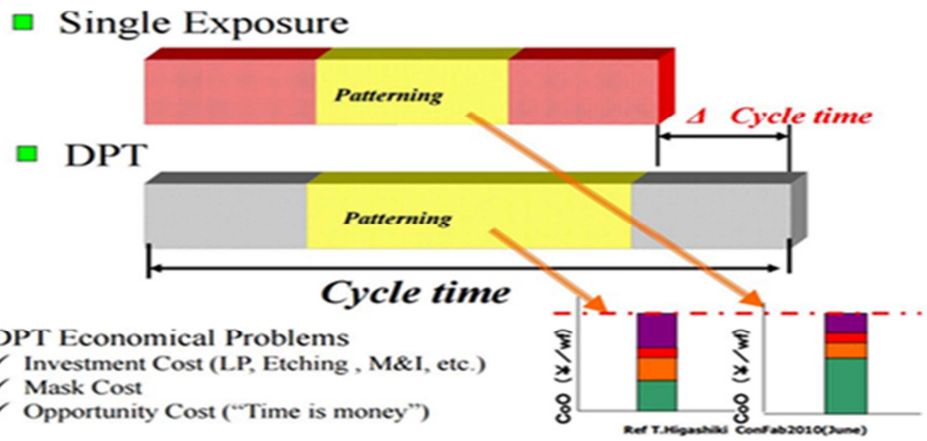 Single Exposure
Patterning
Δ Cycle time
DPT
Patterning
Cycle time
DPT Economical Problems
✓ Investment Cost (LP, Etching , M&I, etc.)
✓ Mask Cost
✓ Opportunity Cost (“Time is money”)
CoO (¥/wf)
CoO (¥/wf)
Ref T.Higashiki ConFab2010(June)